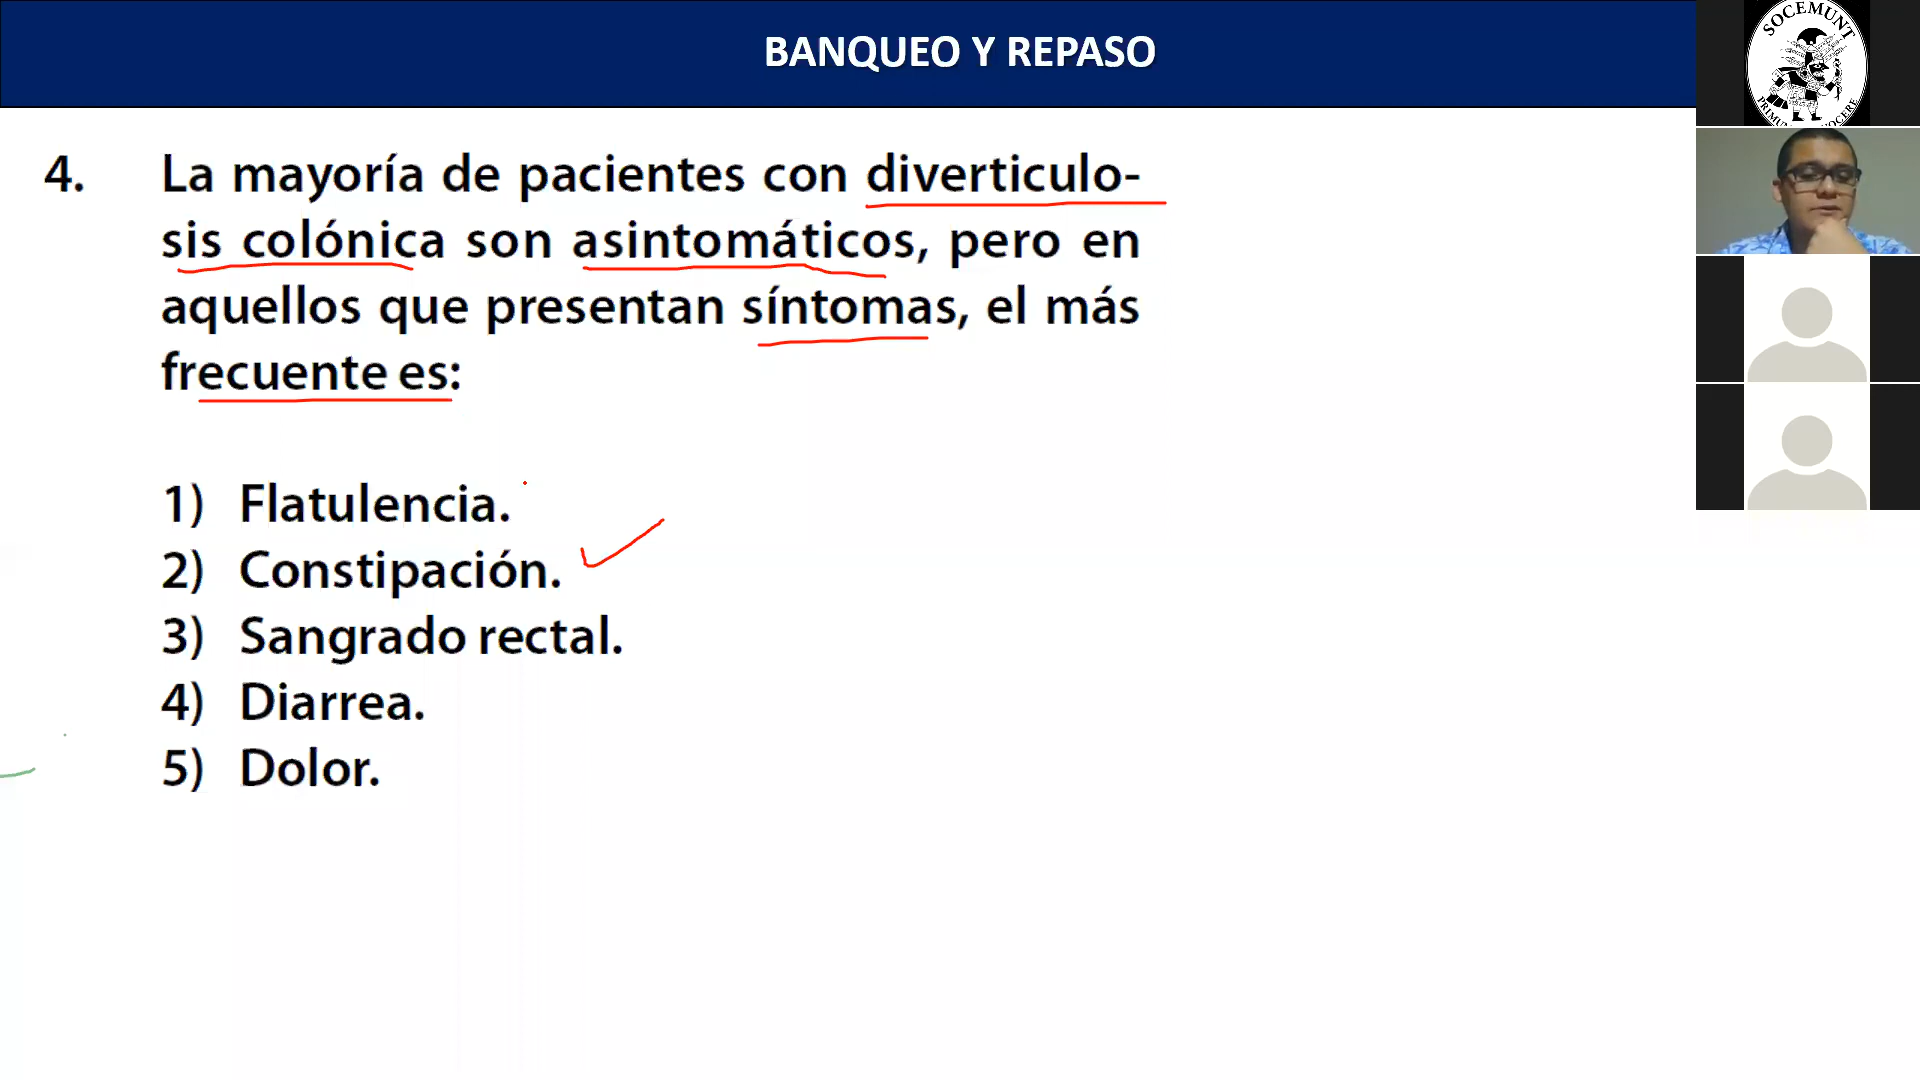 BANQUEO Y REPASO
SOCEMUNT
4. La mayoría de pacientes con diverticulo-
sis colónica son asintomáticos, pero en
aquellos que presentan síntomas, el más
frecuente es:
1) Flatulencia.
2) Constipación.
3) Sangrado rectal.
4) Diarrea.
5) Dolor.